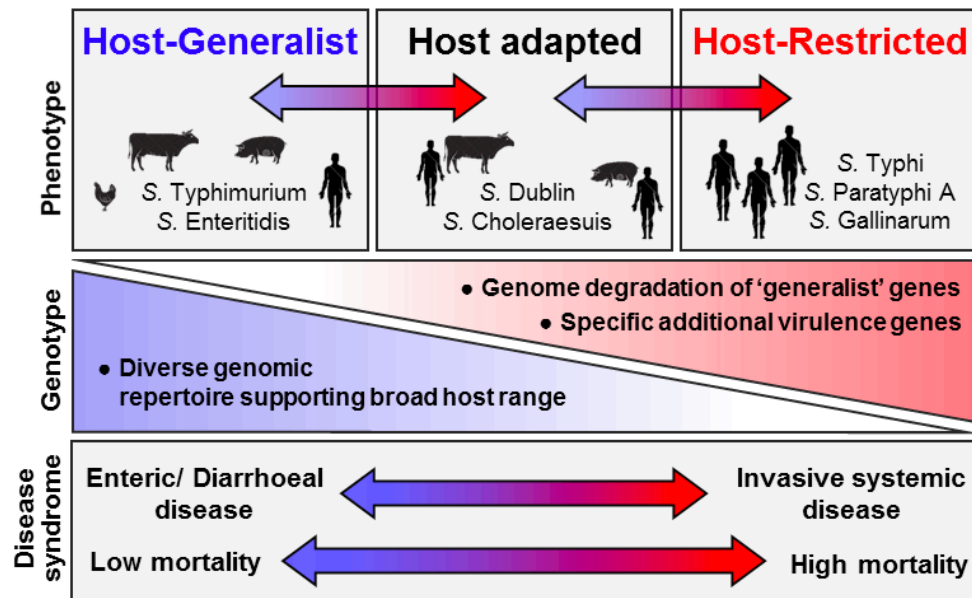 Host-Generalist
Host adapted
Host-Restricted
Phenotype
S. Typhimurium
S. Enteritidis
S. Dublin
S. Choleraesuis
S. Typhi
S. Paratyphi A
S. Gallinarum
Genotype
● Genome degradation of ‘generalist’ genes
● Specific additional virulence genes
● Diverse genomic
repertoire supporting broad host range
Disease
syndrome
Enteric/ Diarrhoeal
disease
Invasive systemic
disease
Low mortality
High mortality